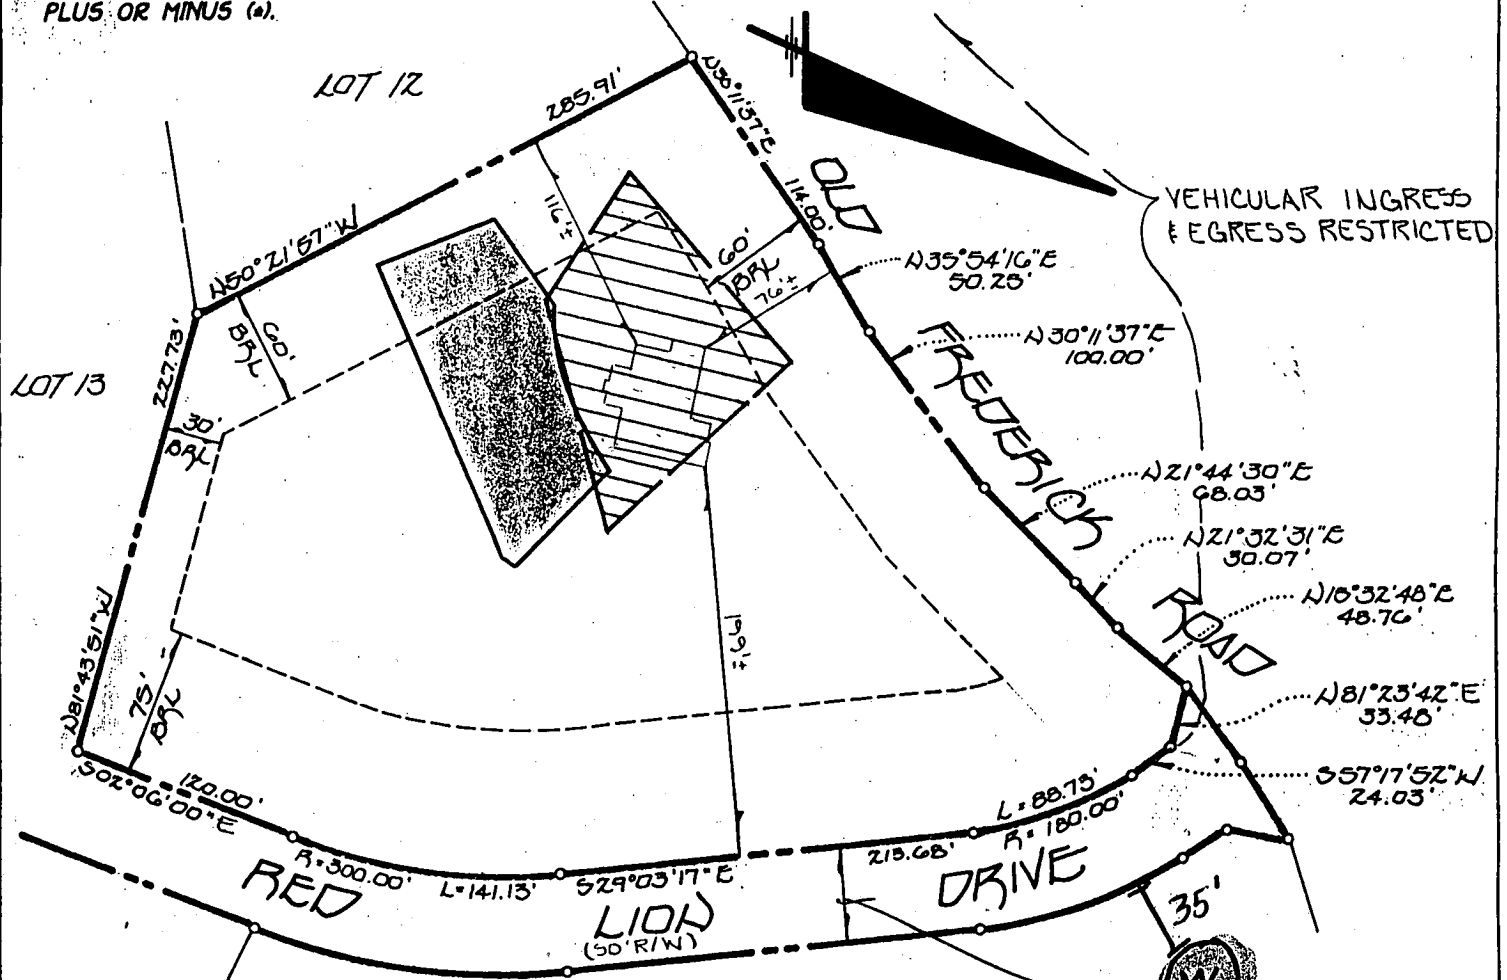 PLUS OR MINUS (±).
LOT 12
285.91'
N30°11'37"E
114.00'
OLD
FREDERICK
ROAD
VEHICULAR INGRESS
& EGRESS RESTRICTED
N50°21'57"W
116'±
60'
BRL
76'±
N35°54'16"E
50.25'
N30°11'37"E
100.00'
60'
BRL
227.73'
LOT 13
30'
BRL
N21°44'30"E
68.03'
N21°32'31"E
30.07'
N18°32'48"E
48.76'
N81°23'42"E
33.48'
S57°17'52"W
24.03'
199'±
N81°43'51"W
75'
BRL
S02°06'00"E
120.00'
R=300.00'
L=141.13'
S29°03'17"E
213.68'
L=88.73'
R=180.00'
RED
LION
DRIVE
(50'R/W)
35'